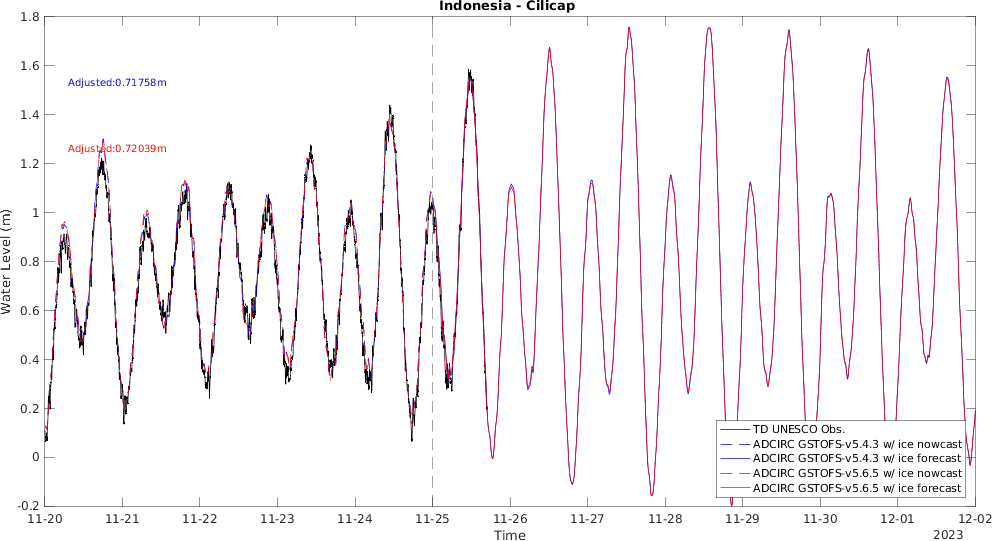 Indonesia - Cilicap
1.8
1.6
1.4
1.2
1
0.8
0.6
0.4
0.2
0
-0.2
Water Level (m)
Adjusted:0.71758m
Adjusted:0.72039m
TD UNESCO Obs.
ADCIRC GSTOFS-v5.4.3 w/ ice nowcast
ADCIRC GSTOFS-v5.4.3 w/ ice forecast
ADCIRC GSTOFS-v5.6.5 w/ ice nowcast
ADCIRC GSTOFS-v5.6.5 w/ ice forecast
11-20 11-21 11-22 11-23 11-24 11-25 11-26 11-27 11-28 11-29 11-30 12-01 12-02
Time
2023